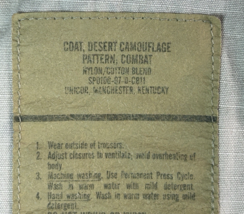 COAT, DESERT CAMOUFLAGE
PATTERN, COMBAT
NYLON/COTTON BLEND
UNICOR, MANCHESTER, KENTUCKY
1. Wear outside of trousers.
2. Adjust closures to ventilate; avoid overheating of
body.
3. Machine washing. Use Permanent Press Cycle.
Wash in warm water with mild detergent.
4. Hand washing. Wash in warm water using mild
detergent.